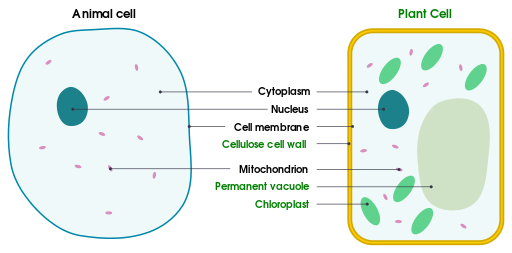 Animal cell
Plant Cell
Cytoplasm
Nucleus
Cell membrane
Cellulose cell wall
Mitochondrion
Permanent vacuole
Chloroplast